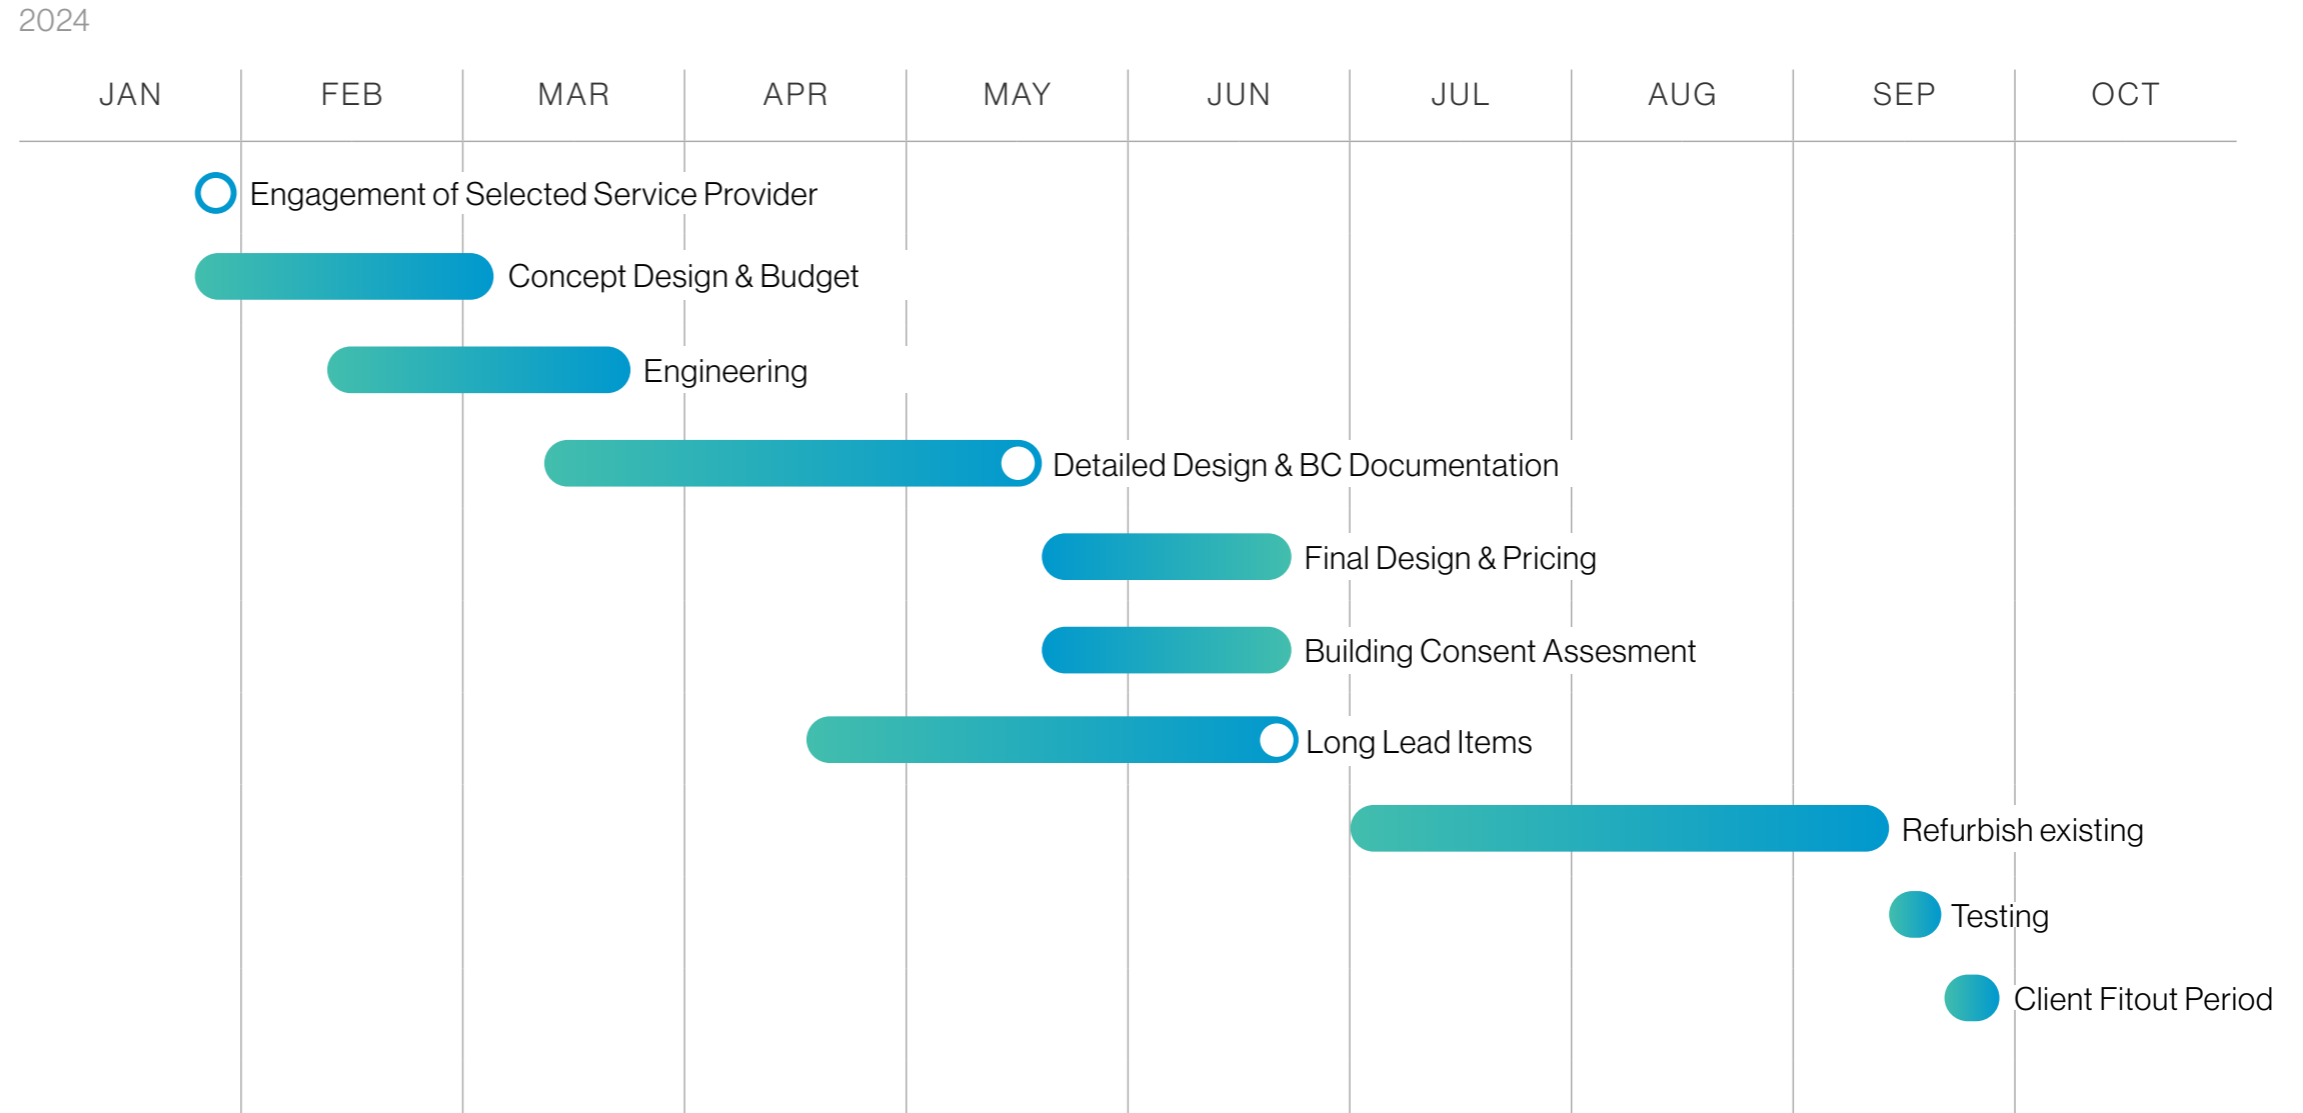 2024
JAN FEB MAR APR MAY JUN JUL AUG SEP OCT
Engagement of Selected Service Provider
Concept Design & Budget
Engineering
Detailed Design & BC Documentation
Final Design & Pricing
Building Consent Assesment
Long Lead Items
Refurbish existing
Testing
Client Fitout Period